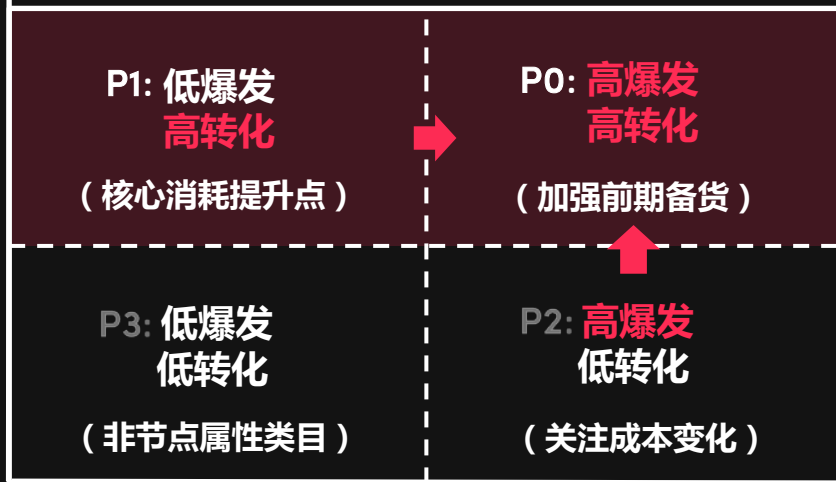 P1: 低爆发
高转化
（核心消耗提升点）
P0: 高爆发
高转化
（加强前期备货）
P3: 低爆发
低转化
（非节点属性类目）
P2: 高爆发
低转化
（关注成本变化）